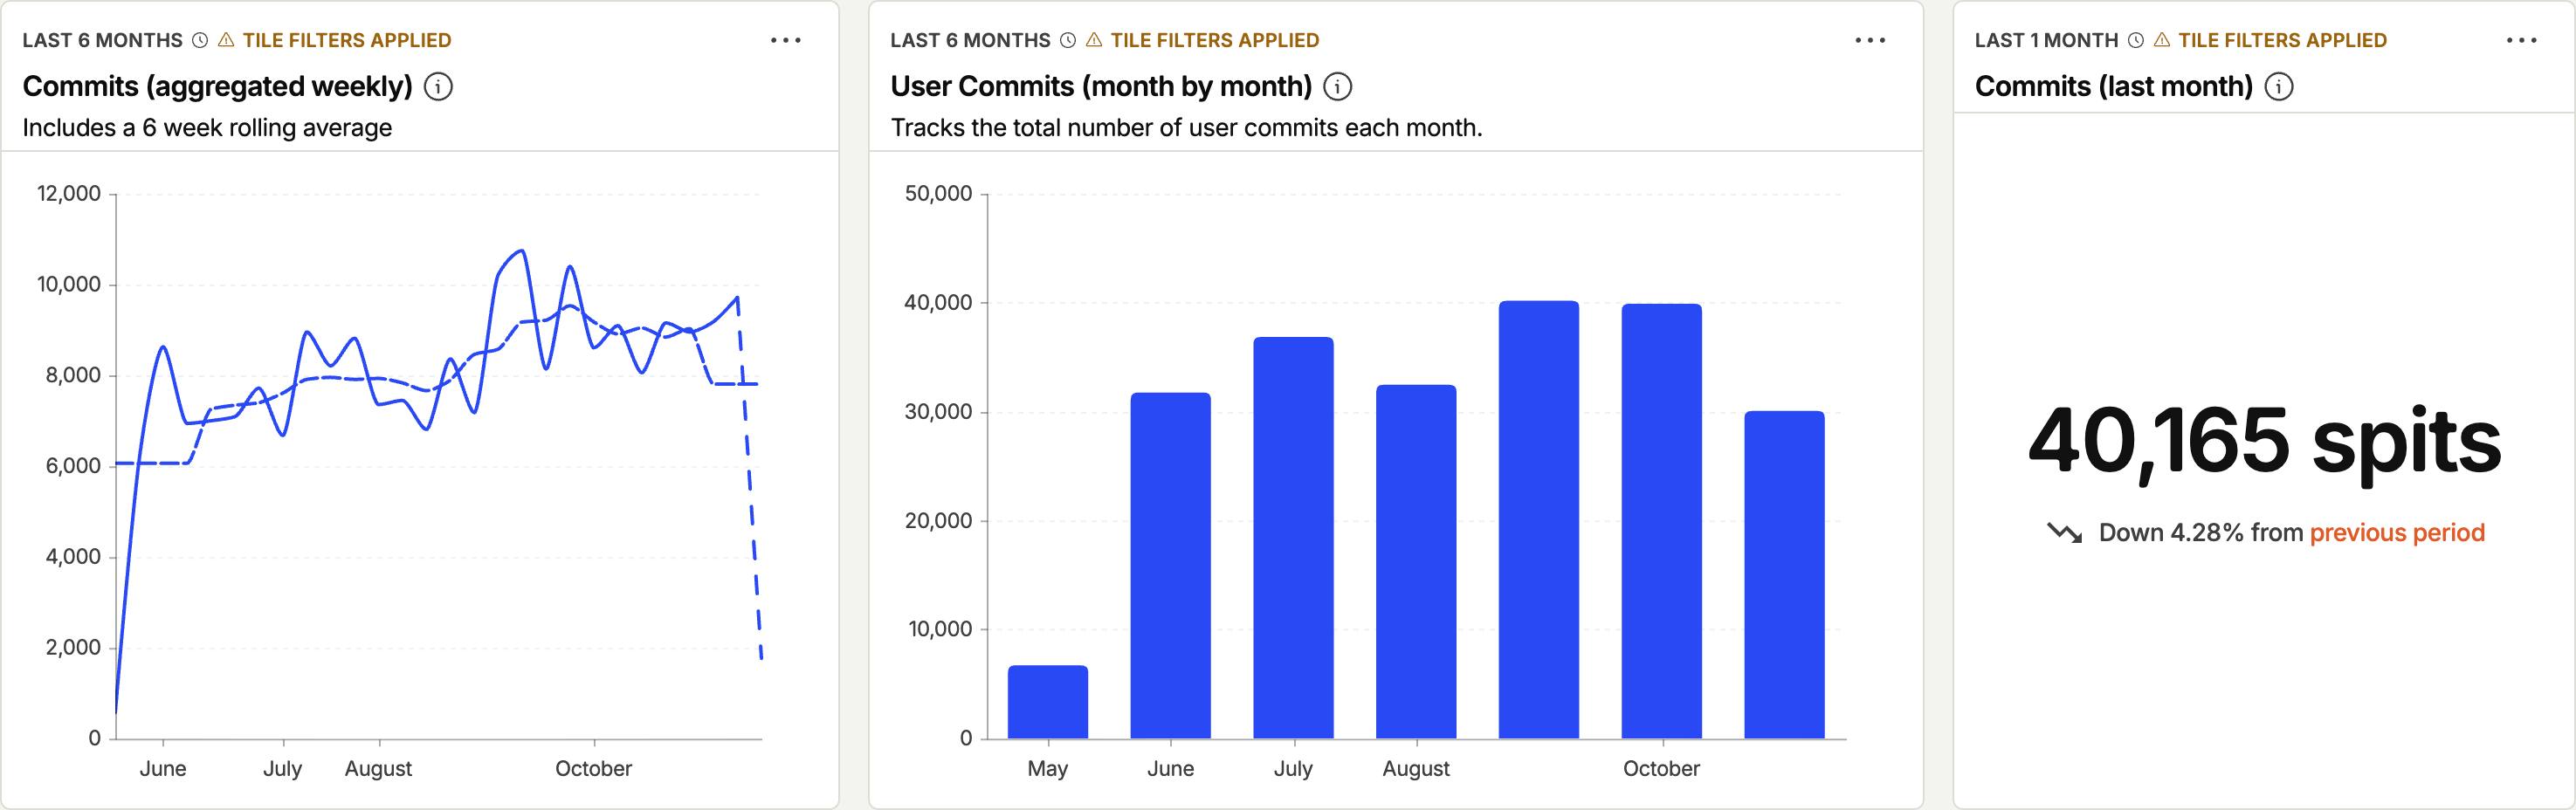 LAST 6 MONTHS TILE FILTERS APPLIED
Commits (aggregated weekly)
Includes a 6 week rolling average
12,000
10,000
8,000
6,000
4,000
2,000
0
June July August October
LAST 6 MONTHS TILE FILTERS APPLIED
User Commits (month by month)
Tracks the total number of user commits each month.
50,000
40,000
30,000
20,000
10,000
0
May June July August October
LAST 1 MONTH TILE FILTERS APPLIED
Commits (last month)
40,165 spits
Down 4.28% from previous period